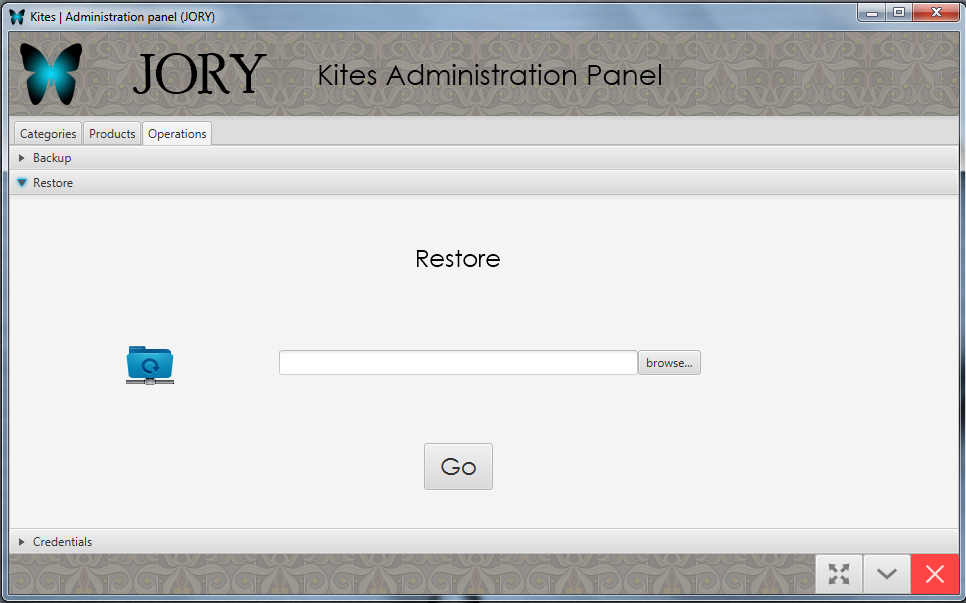 Kites | Administration panel (JORY)
JORY Kites Administration Panel
Categories Products Operations
Backup
Restore
Restore
browse...
Go
Credentials